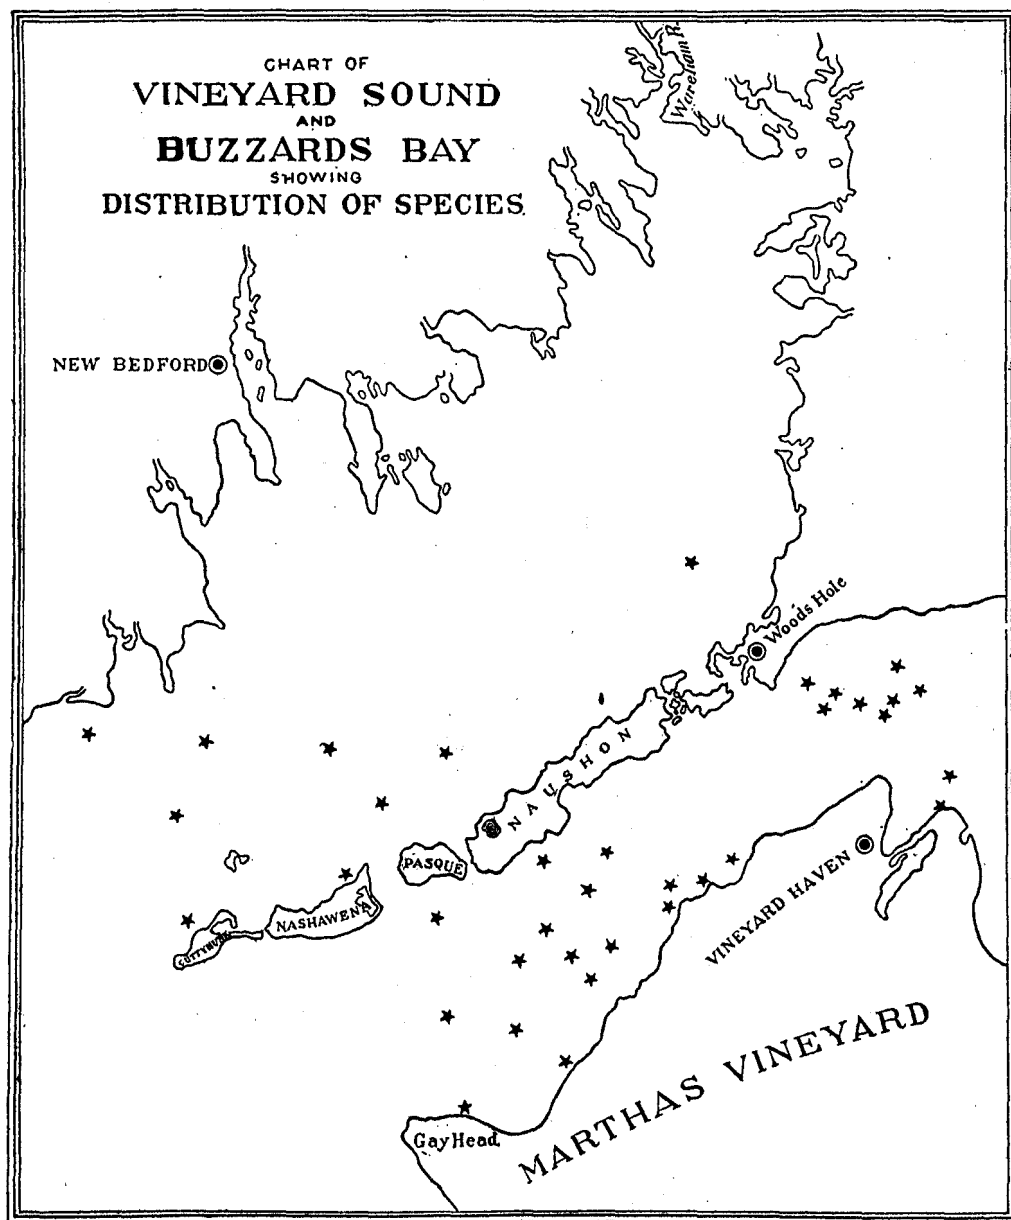 CHART OF
VINEYARD SOUND
AND
BUZZARDS BAY
SHOWING
DISTRIBUTION OF SPECIES.
Wareham R.
NEW BEDFORD
Woods Hole
NAUSHON
PASQUE
NASHAWENA
CUTTYHUNK
VINEYARD HAVEN
MARTHAS VINEYARD
Gay Head.